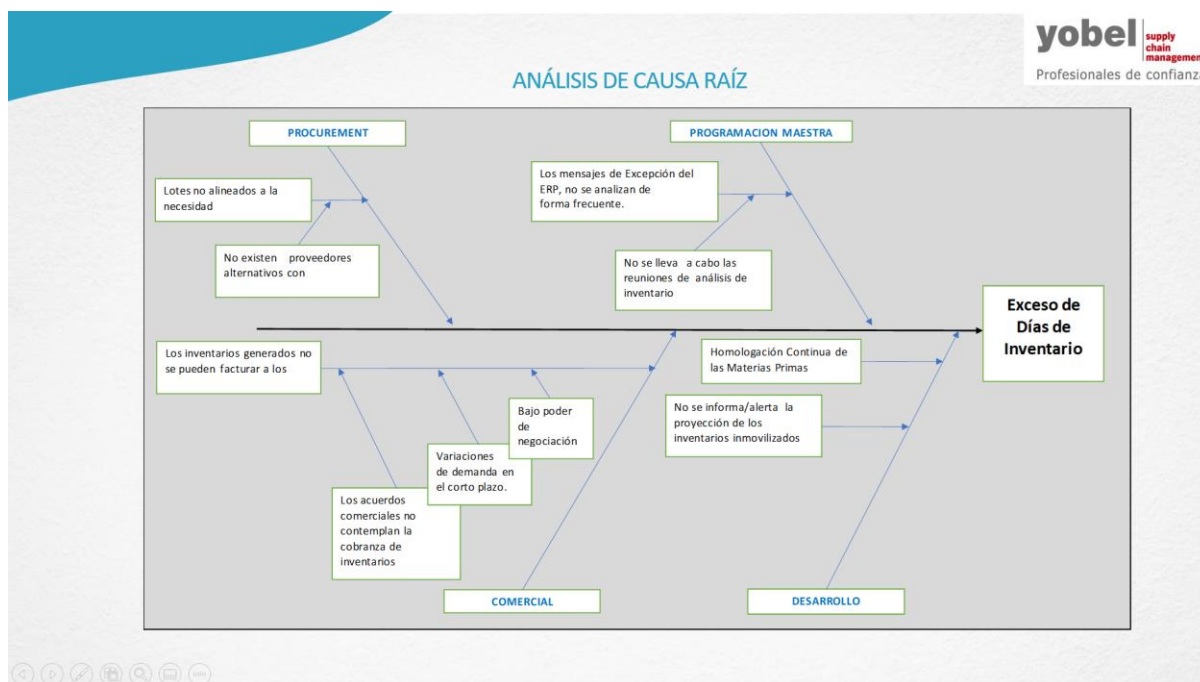 yobel
supply
chain
management
Profesionales de confianza
ANÁLISIS DE CAUSA RAÍZ
PROCUREMENT
PROGRAMACION MAESTRA
Lotes no alineados a la
necesidad
No existen proveedores
alternativos con
Los mensajes de Excepción del
ERP, no se analizan de
forma frecuente.
No se lleva a cabo las
reuniones de análisis de
inventario
Exceso de
Días de
Inventario
Los inventarios generados no
se pueden facturar a los
Homologación Continua de
las Materias Primas
No se informa/alerta la
proyección de los
inventarios inmovilizados
Bajo poder
de
negociación
Variaciones
de demanda en
el corto plazo.
Los acuerdos
comerciales no
contemplan la
cobranza de
inventarios
COMERCIAL
DESARROLLO